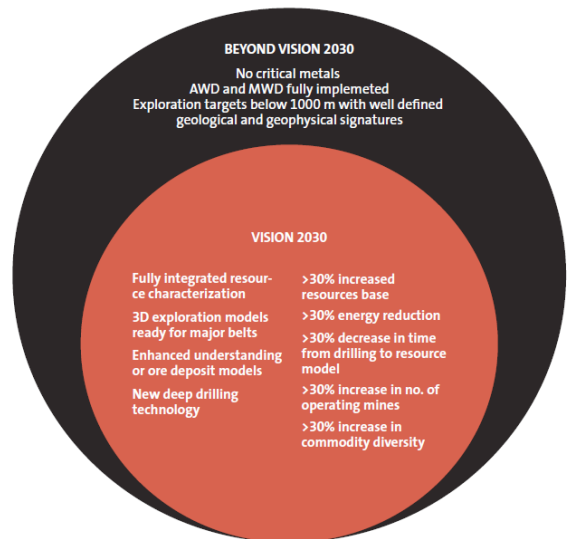 BEYOND VISION 2030
No critical metals
AWD and MWD fully implemeted
Exploration targets below 1000 m with well defined
geological and geophysical signatures
VISION 2030
Fully integrated resour-
ce characterization
3D exploration models
ready for major belts
Enhanced understanding
or ore deposit models
New deep drilling
technology
>30% increased
resources base
>30% energy reduction
>30% decrease in time
from drilling to resource
model
>30% increase in no. of
operating mines
>30% increase in
commodity diversity